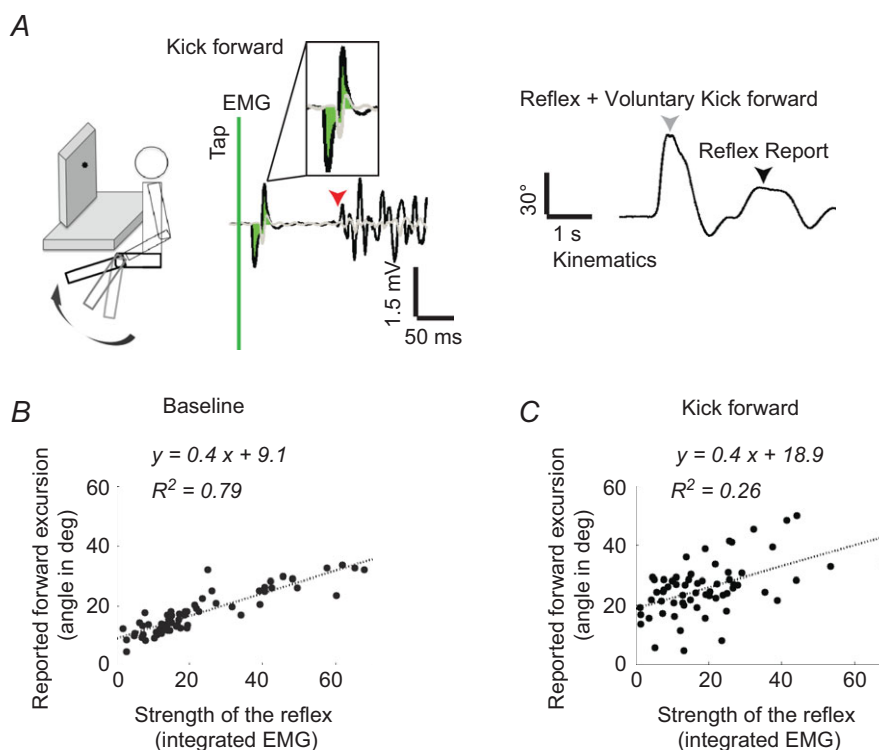 A
Kick forward
EMG
Tap
1.5 mV
50 ms
Reflex + Voluntary Kick forward
Reflex Report
30°
1 s
Kinematics
B
Baseline
y = 0.4 x + 9.1
R² = 0.79
Reported forward excursion
(angle in deg)
60
40
20
0
0 20 40 60
Strength of the reflex
(integrated EMG)
C
Kick forward
y = 0.4 x + 18.9
R² = 0.26
Reported forward excursion
(angle in deg)
60
40
20
0
0 20 40 60
Strength of the reflex
(integrated EMG)